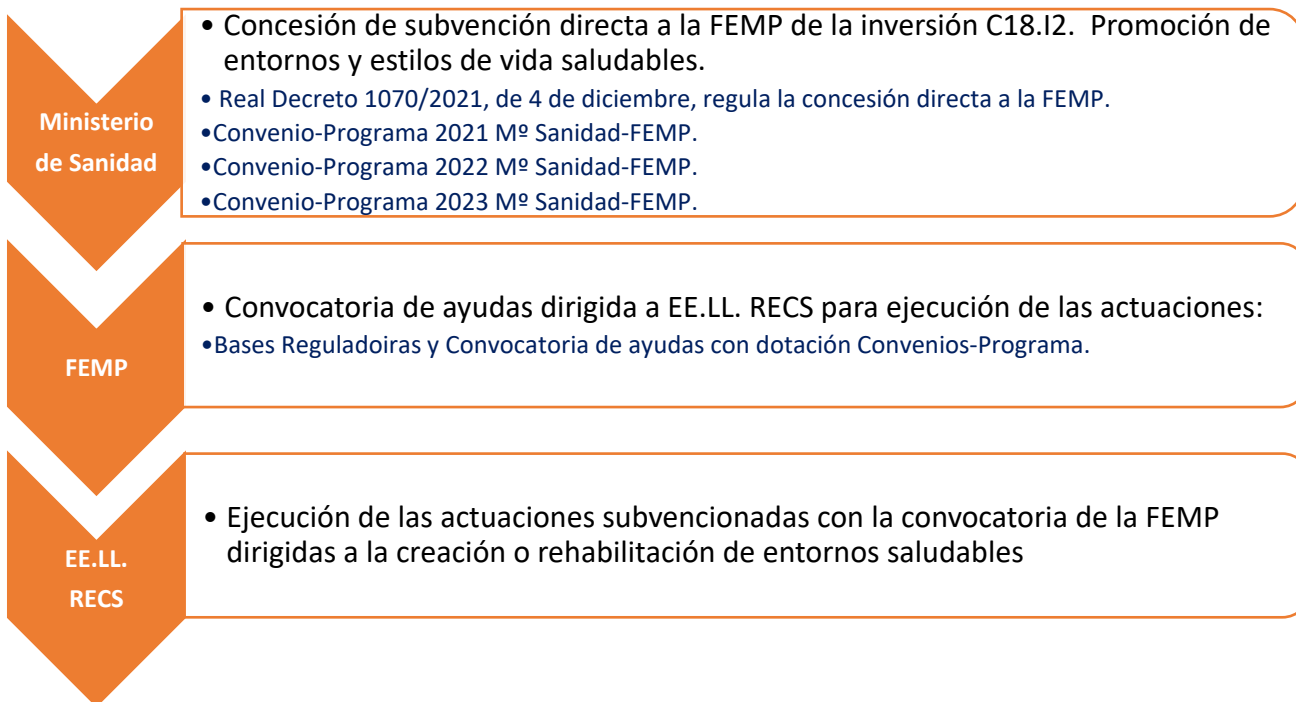 Ministerio
de Sanidad
• Concesión de subvención directa a la FEMP de la inversión C18.I2. Promoción de
entornos y estilos de vida saludables.
• Real Decreto 1070/2021, de 4 de diciembre, regula la concesión directa a la FEMP.
•Convenio-Programa 2021 Mº Sanidad-FEMP.
•Convenio-Programa 2022 Mº Sanidad-FEMP.
•Convenio-Programa 2023 Mº Sanidad-FEMP.
FEMP
• Convocatoria de ayudas dirigida a EE.LL. RECS para ejecución de las actuaciones:
•Bases Reguladoiras y Convocatoria de ayudas con dotación Convenios-Programa.
EE.LL.
RECS
• Ejecución de las actuaciones subvencionadas con la convocatoria de la FEMP
dirigidas a la creación o rehabilitación de entornos saludables